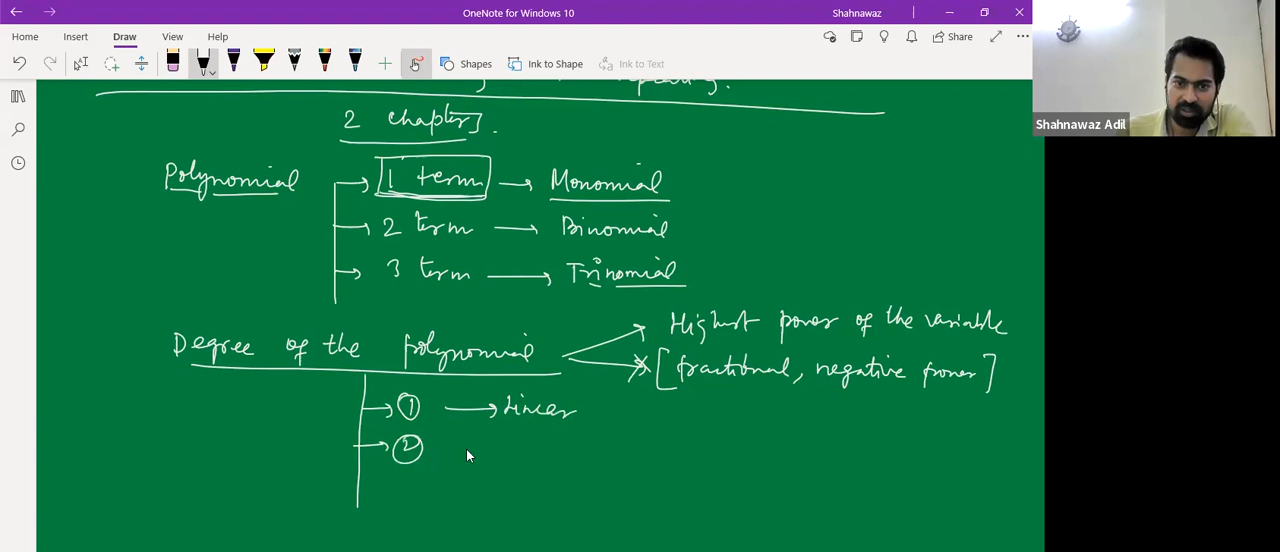 OneNote for Windows 10
Shahnawaz
Home Insert Draw View Help
Share
Shapes Ink to Shape Ink to Text
2 chapters.
Shahnawaz Adil
Polynomial
1 term → Monomial
2 term → Binomial
3 term → Trinomial
Degree of the polynomial
Highest power of the variable
[fractional, negative power]
1 → Linear
2